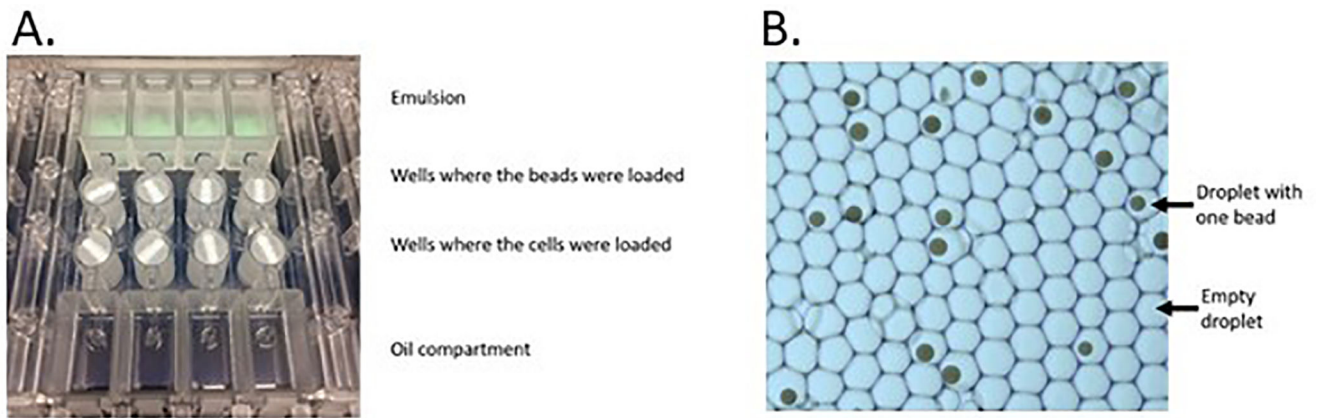 A.
B.
Emulsion
Wells where the beads were loaded
Wells where the cells were loaded
Oil compartment
Droplet with
one bead
Empty
droplet